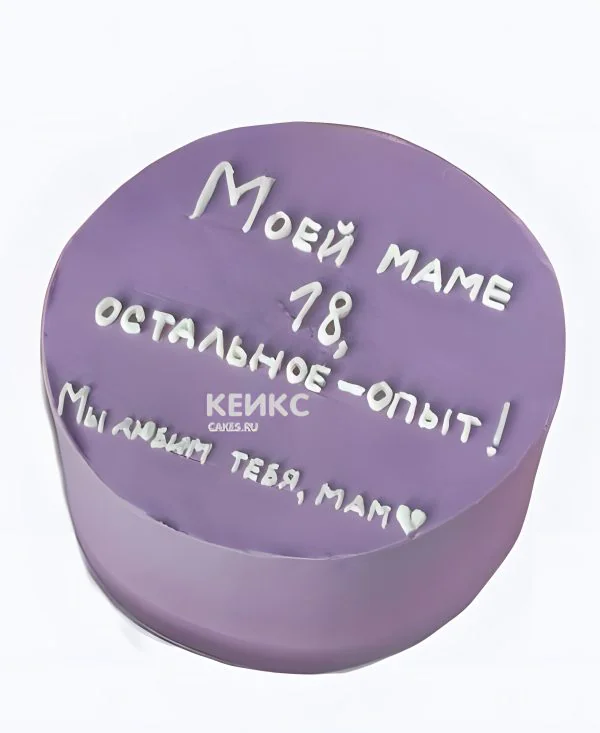 Моей маме
18,
остальное – опыт!
КЕИКС
CAKES.RU
Мы любим тебя, мам♥